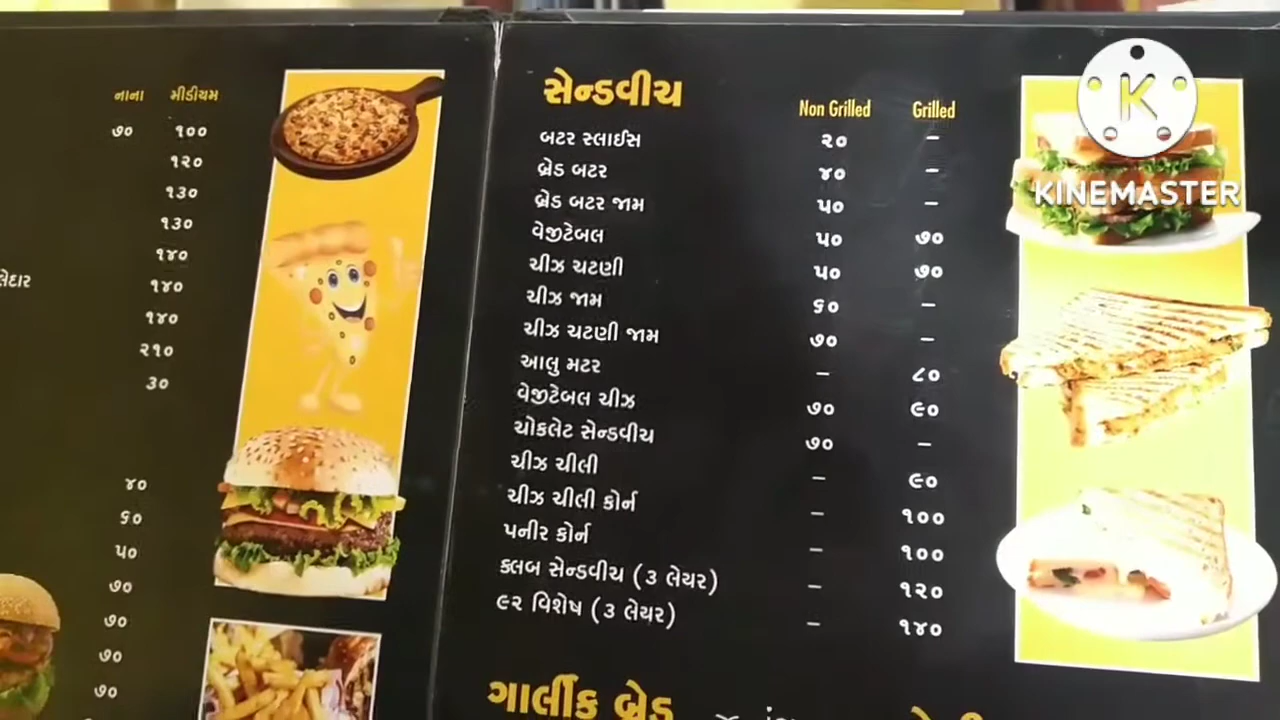 નાના મીડીયમ
૭૦ ૧૦૦
૧૨૦
૧૩૦
૧૩૦
૧૪૦
લેદાર ૧૪૦
૧૪૦
૨૧૦
૩૦
૪૦
૬૦
૫૦
૭૦
૭૦
૭૦
૭૦
સેન્ડવીચ Non Grilled Grilled
બટર સ્લાઈસ ૨૦ –
બ્રેડ બટર ૪૦ –
બ્રેડ બટર જામ ૫૦ –
વેજીટેબલ ૫૦ ૭૦
ચીઝ ચટણી ૫૦ ૭૦
ચીઝ જામ ૬૦ –
ચીઝ ચટણી જામ ૭૦ –
આલુ મટર – ૮૦
વેજીટેબલ ચીઝ ૭૦ ૯૦
ચોકલેટ સેન્ડવીચ ૭૦ –
ચીઝ ચીલી – ૯૦
ચીઝ ચીલી કોર્ન – ૧૦૦
પનીર કોર્ન – ૧૦૦
ક્લબ સેન્ડવીચ (૩ લેયર) – ૧૨૦
૯૨ વિશેષ (૩ લેયર) – ૧૪૦
ગાર્લીક બ્રેડ
K
KINEMASTER